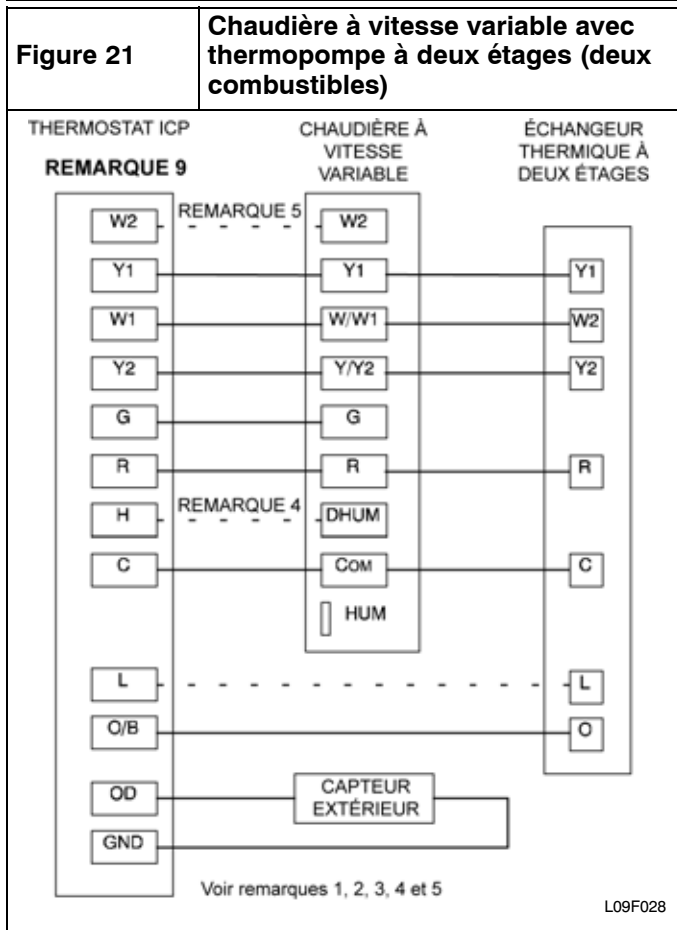 Figure 21
Chaudière à vitesse variable avec
thermopompe à deux étages (deux
combustibles)
THERMOSTAT ICP
REMARQUE 9
CHAUDIÈRE À
VITESSE
VARIABLE
ÉCHANGEUR
THERMIQUE À
DEUX ÉTAGES
W2 REMARQUE 5 W2
Y1 Y1 Y1
W1 W/W1 W2
Y2 Y/Y2 Y2
G G
R R R
H REMARQUE 4 DHUM
C COM C
HUM
L L
O/B O
OD CAPTEUR
EXTÉRIEUR
GND
Voir remarques 1, 2, 3, 4 et 5
L09F028